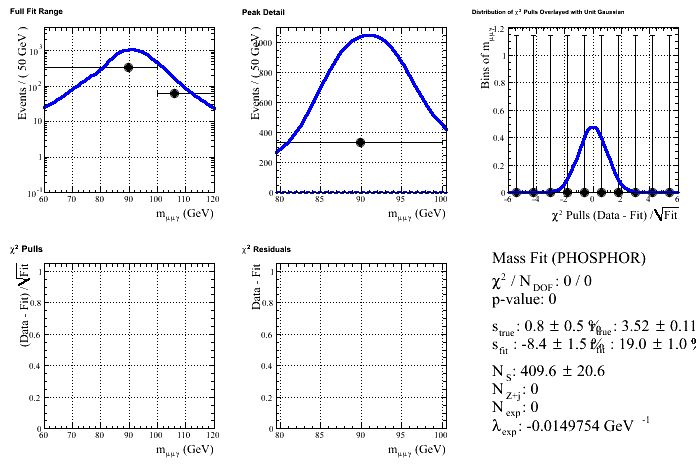 Full Fit Range
Events / ( 50 GeV )
10³
10²
10
1
10⁻¹
60 70 80 90 100 110 120
m_μμγ (GeV)
Peak Detail
Events / ( 50 GeV )
1000
800
600
400
200
0
80 85 90 95 100
m_μμγ (GeV)
Distribution of χ² Pulls Overlayed with Unit Gaussian
Bins of m_μμγ
1.2
1
0.8
0.6
0.4
0.2
0
-6 -4 -2 0 2 4 6
χ² Pulls (Data - Fit) /√Fit
χ² Pulls
(Data - Fit) /√Fit
1
0.8
0.6
0.4
0.2
0
60 70 80 90 100 110 120
m_μμγ (GeV)
χ² Residuals
Data - Fit
1
0.8
0.6
0.4
0.2
0
80 85 90 95 100
m_μμγ (GeV)
Mass Fit (PHOSPHOR)
χ² / N_DOF : 0 / 0
p-value: 0
s_true : 0.8 ± 0.5 % r_true : 3.52 ± 0.11
s_fit : -8.4 ± 1.5 % r_fit : 19.0 ± 1.0 %
N_S : 409.6 ± 20.6
N_Z+j : 0
N_exp : 0
λ_exp : -0.0149754 GeV ⁻¹